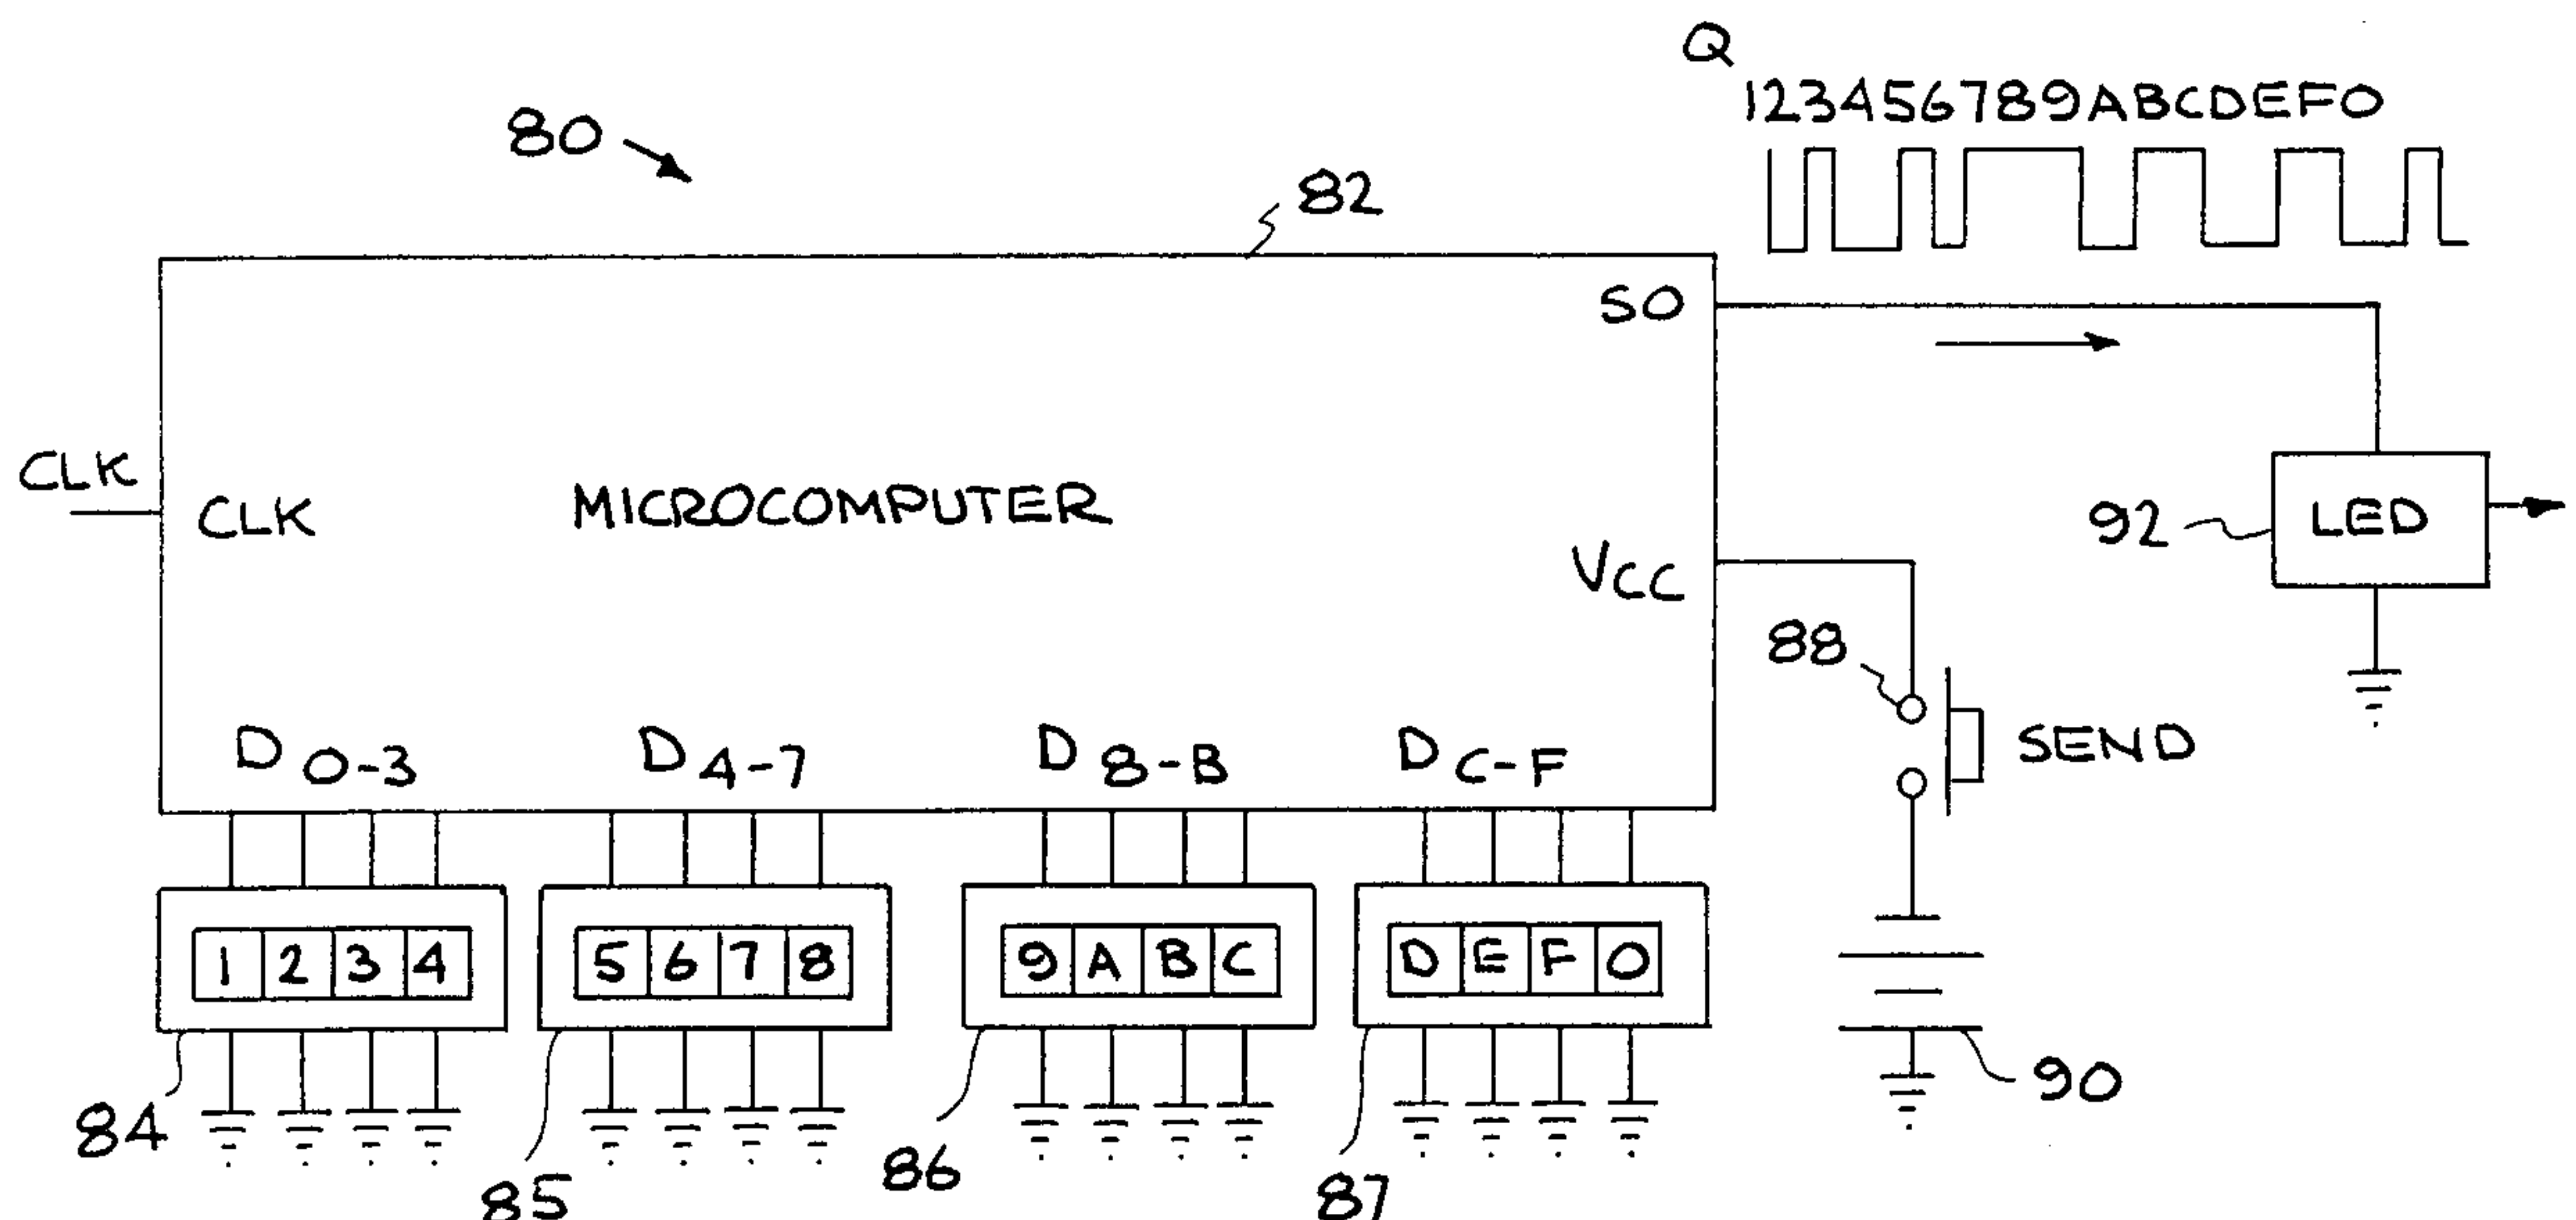 Q
123456789ABCDEF0
80
82
SO
CLK
CLK
MICROCOMPUTER
92
LED
VCC
88
SEND
D0-3
D4-7
D8-B
DC-F
1 2 3 4
5 6 7 8
9 A B C
D E F 0
84
85
86
87
90